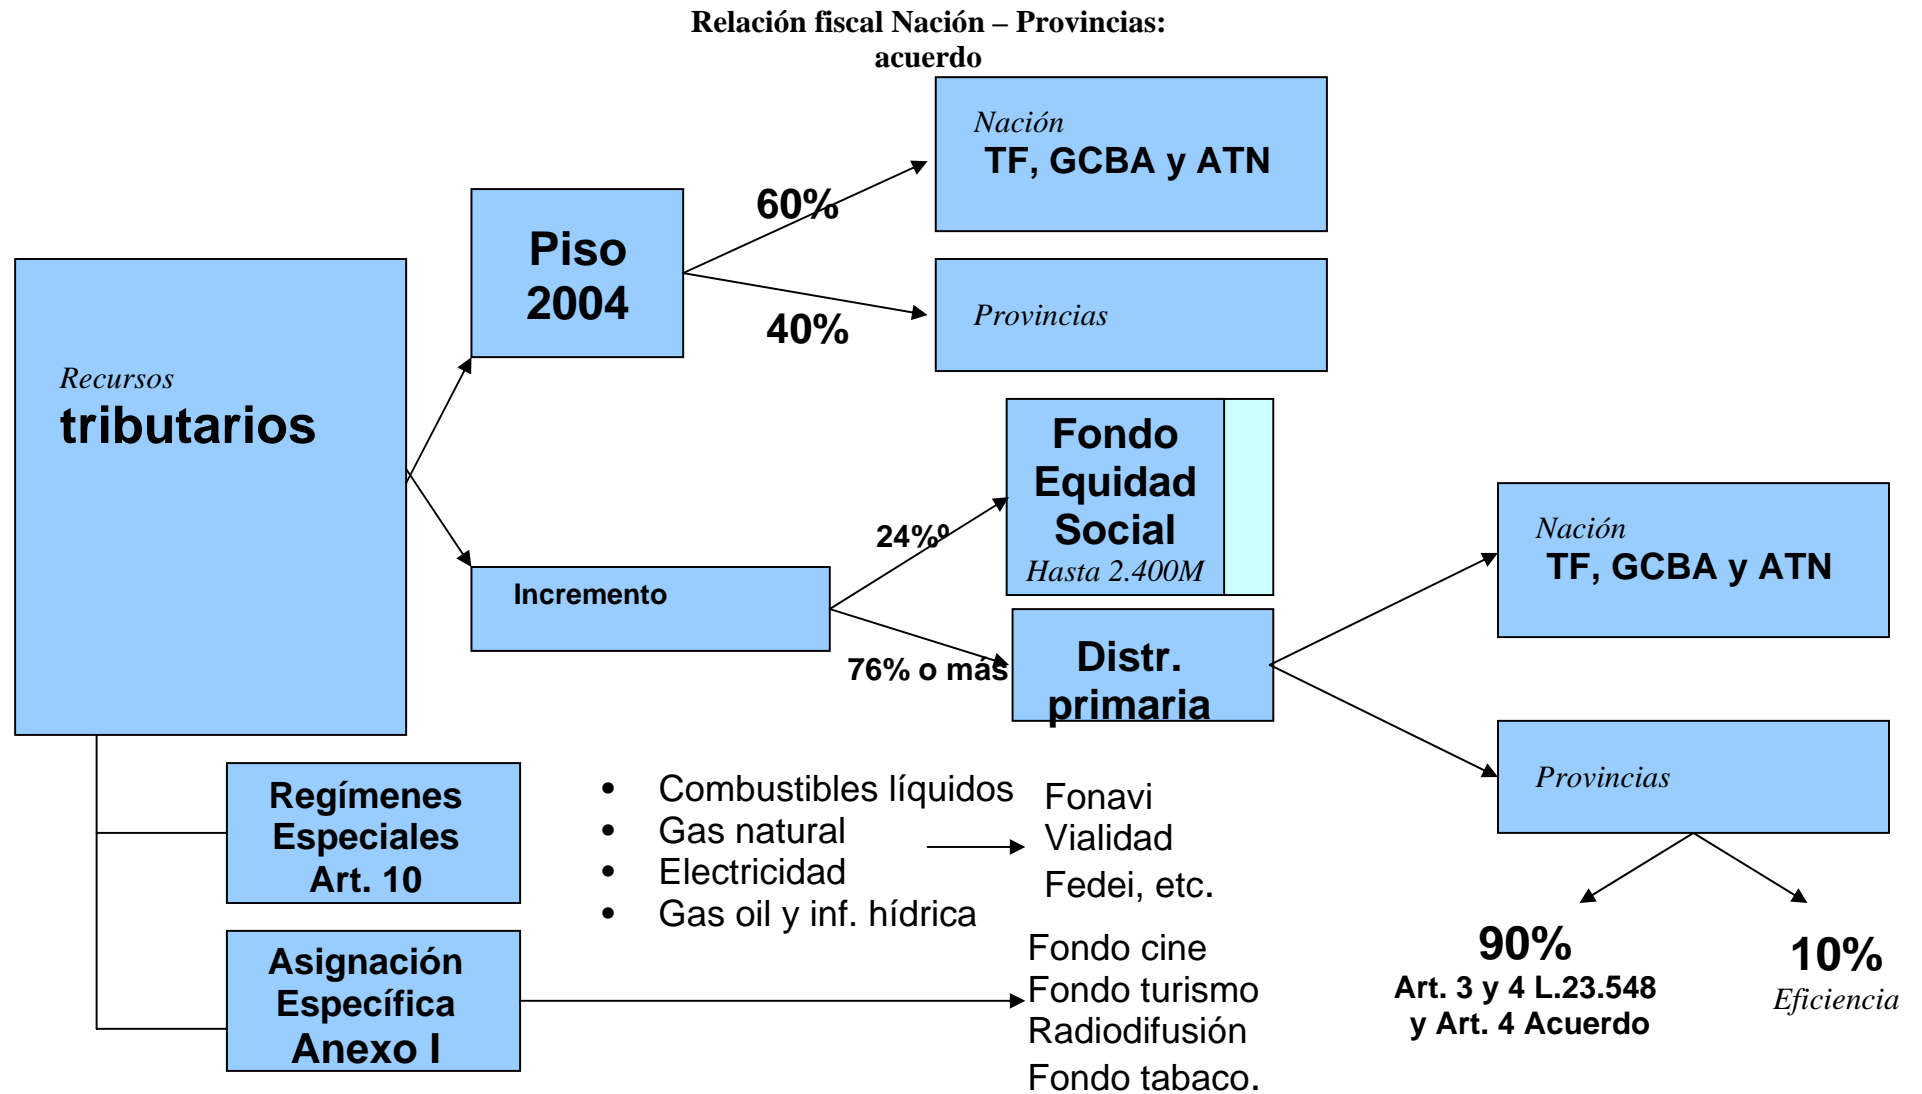 Relación fiscal Nación – Provincias:
acuerdo
Nación
TF, GCBA y ATN
60%
Piso
2004
40%
Provincias
Recursos
tributarios
Fondo
Equidad
Social
Hasta 2.400M
24%
Incremento
76% o más
Distr.
primaria
Nación
TF, GCBA y ATN
Provincias
90%
Art. 3 y 4 L.23.548
y Art. 4 Acuerdo
10%
Eficiencia
Regímenes
Especiales
Art. 10
• Combustibles líquidos
• Gas natural
• Electricidad
• Gas oil y inf. hídrica
Fonavi
Vialidad
Fedei, etc.
Asignación
Específica
Anexo I
Fondo cine
Fondo turismo
Radiodifusión
Fondo tabaco.